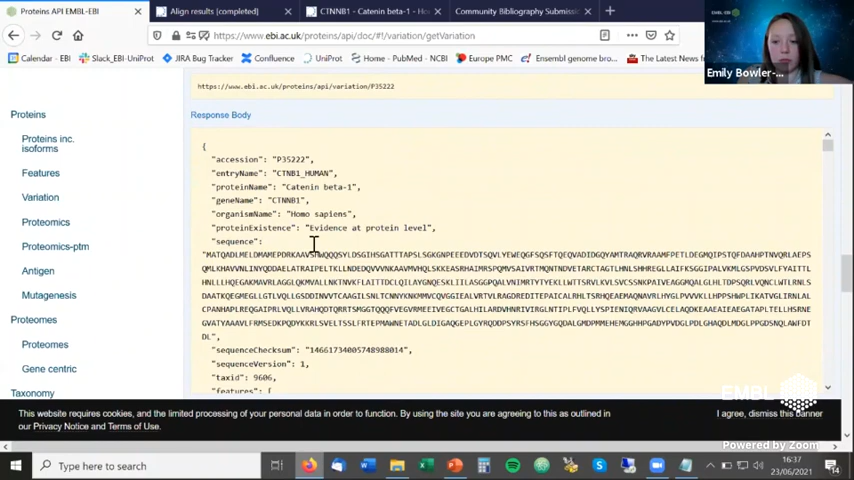 Proteins API EMBL-EBI
Align results [completed]
CTNNB1 - Catenin beta-1 - Ho
Community Bibliography Submissi
EMBL-EBI
https://www.ebi.ac.uk/proteins/api/doc/#!/variation/getVariation
Calendar - EBI
Slack_EBI-UniProt
JIRA Bug Tracker
Confluence
UniProt
Home - PubMed - NCBI
Europe PMC
Ensembl genome bro
The Latest News
Emily Bowler-...
https://www.ebi.ac.uk/proteins/api/variation/P35222
Proteins
Proteins inc.
isoforms
Features
Variation
Proteomics
Proteomics-ptm
Antigen
Mutagenesis
Proteomes
Proteomes
Gene centric
Taxonomy
Response Body
{
"accession": "P35222",
"entryName": "CTNB1_HUMAN",
"proteinName": "Catenin beta-1",
"geneName": "CTNNB1",
"organismName": "Homo sapiens",
"proteinExistence": "Evidence at protein level",
"sequence":
DL",
"sequenceChecksum": "14661734005748988014",
"sequenceVersion": 1,
"taxid": 9606,
"features": [
This website requires cookies, and the limited processing of your personal data in order to function. By using the site you are agreeing to this as outlined in
our Privacy Notice and Terms of Use.
I agree, dismiss this banner
EMBL
Powered by Zoom
Type here to search
16:37
23/06/2021
14